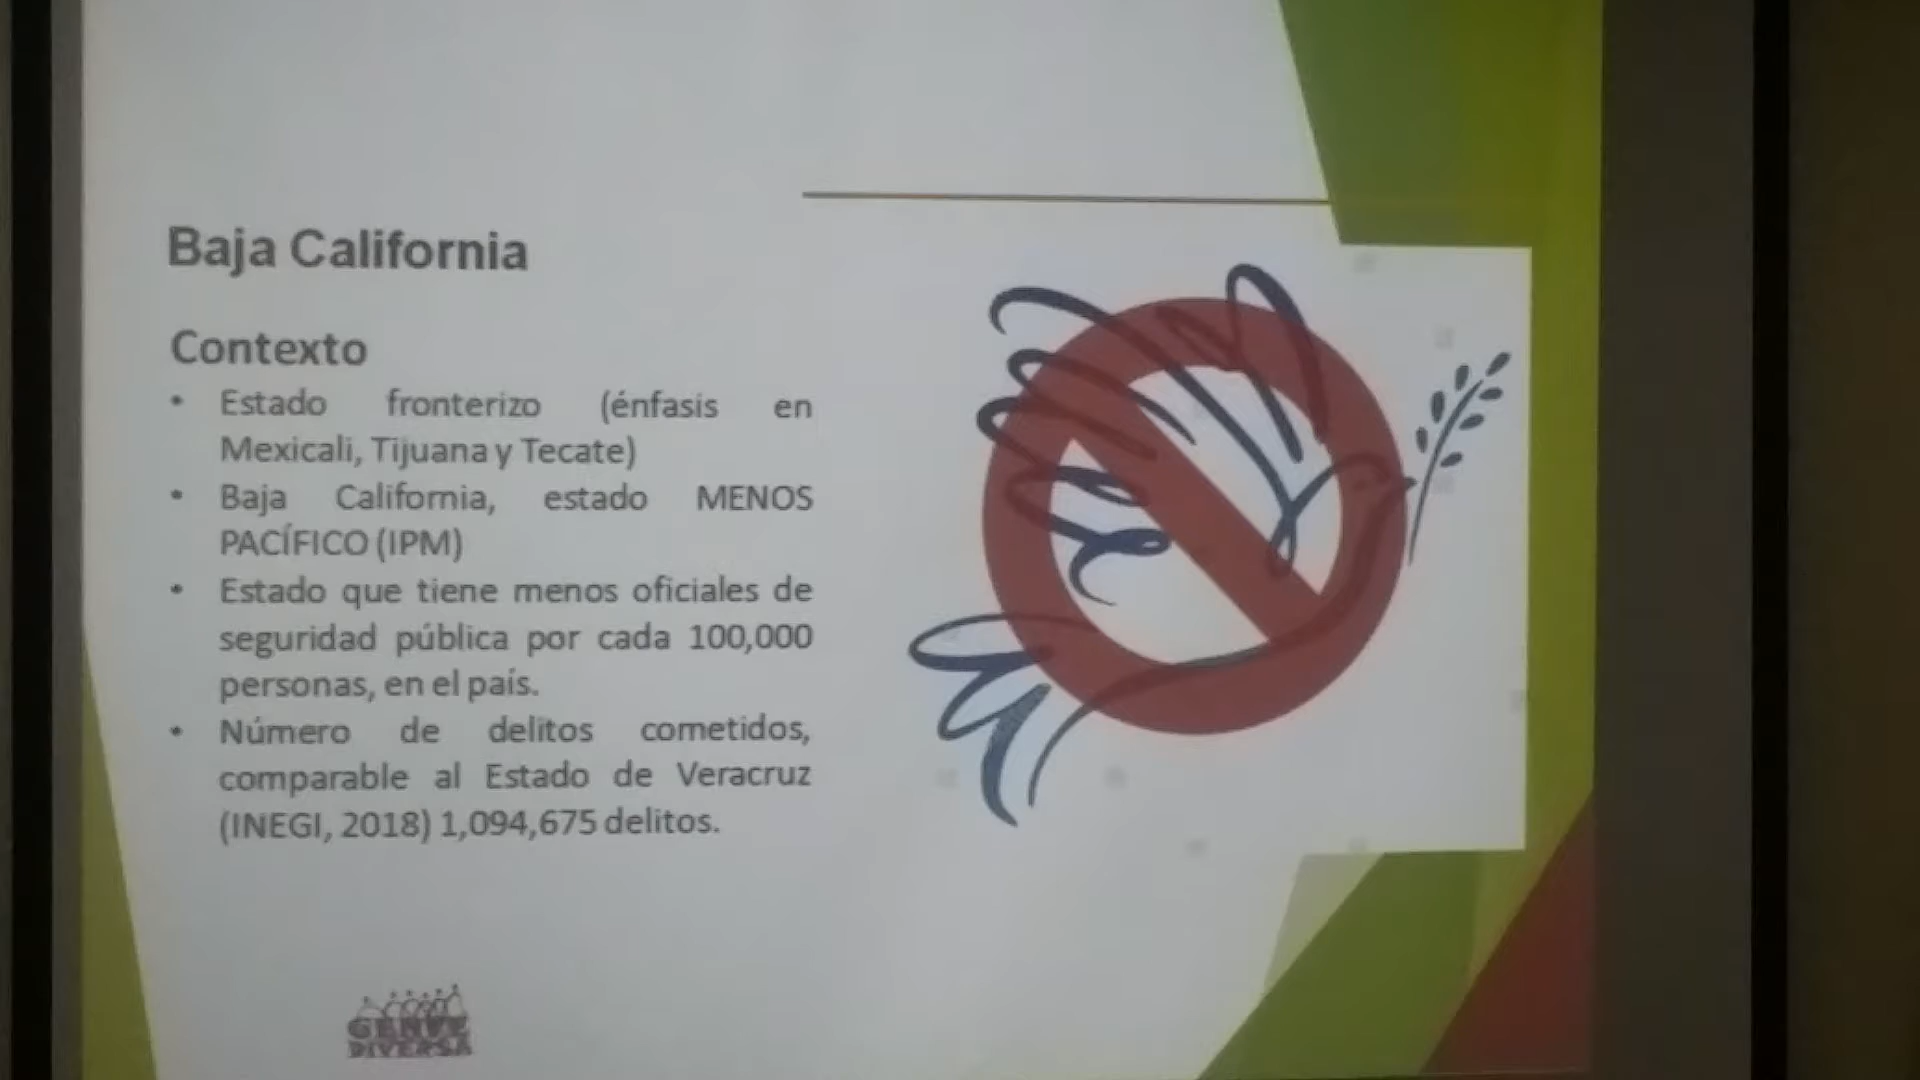 Baja California
Contexto
• Estado fronterizo (énfasis en
Mexicali, Tijuana y Tecate)
• Baja California, estado MENOS
PACÍFICO (IPM)
• Estado que tiene menos oficiales de
seguridad pública por cada 100,000
personas, en el país.
• Número de delitos cometidos,
comparable al Estado de Veracruz
(INEGI, 2018) 1,094,675 delitos.
GENTE
DIVERSA